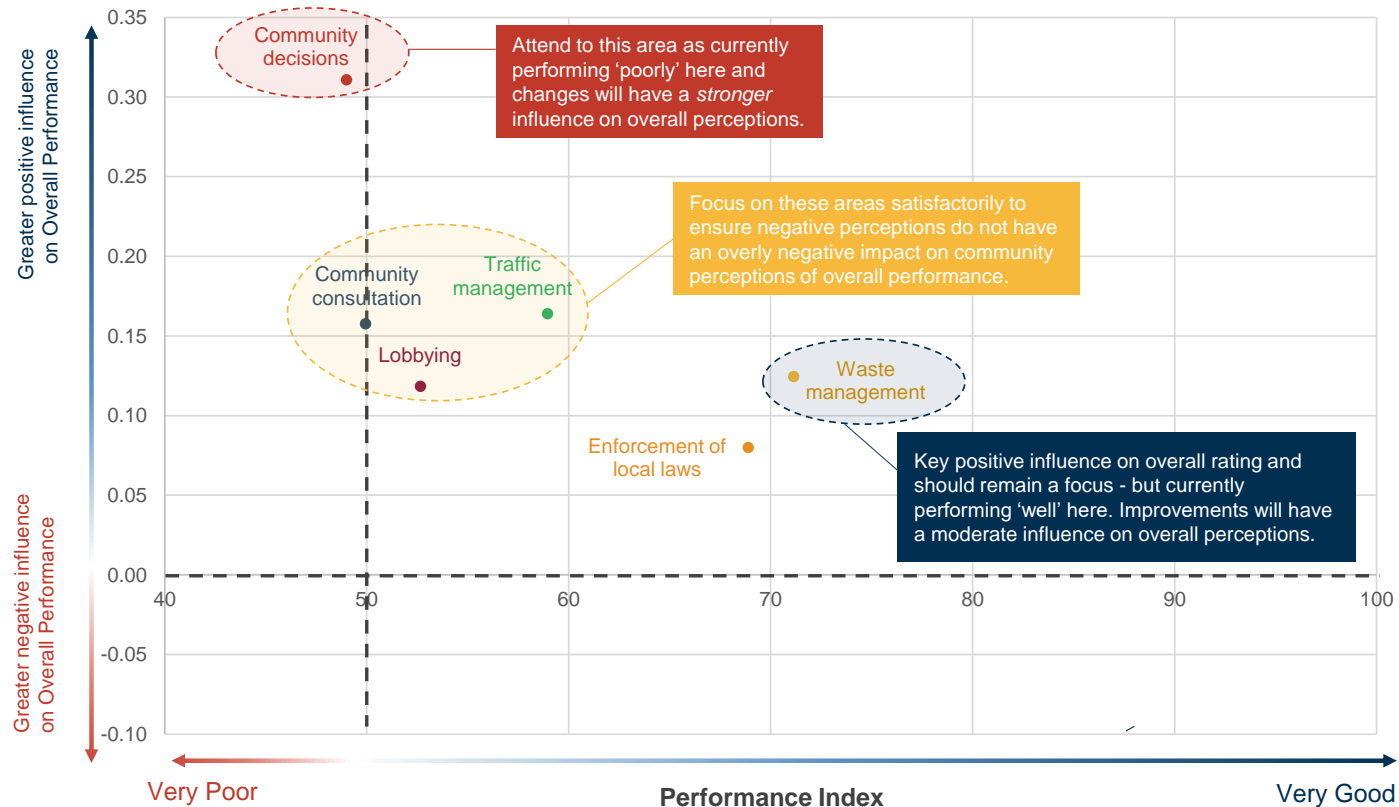 Greater positive influence
on Overall Performance
Greater negative influence
on Overall Performance
0.35
0.30
0.25
0.20
0.15
0.10
0.05
0.00
-0.05
-0.10
40
50
60
70
80
90
100
Community
decisions
Attend to this area as currently
performing ‘poorly’ here and
changes will have a stronger
influence on overall perceptions.
Focus on these areas satisfactorily to
ensure negative perceptions do not have
an overly negative impact on community
perceptions of overall performance.
Community
consultation
Traffic
management
Lobbying
Waste
management
Enforcement of
local laws
Key positive influence on overall rating and
should remain a focus - but currently
performing ‘well’ here. Improvements will have
a moderate influence on overall perceptions.
Very Poor
Performance Index
Very Good